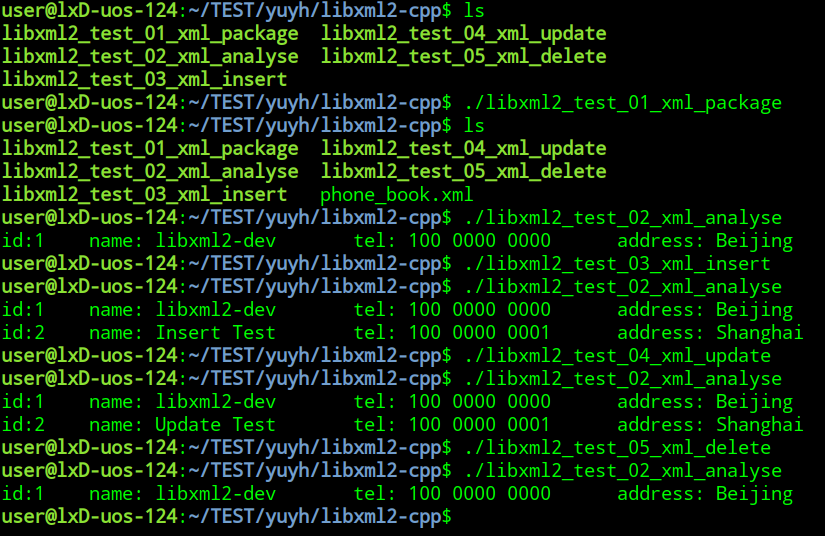 user@lxD-uos-124:~/TEST/yuyh/libxml2-cpp$ ls
libxml2_test_01_xml_package  libxml2_test_04_xml_update
libxml2_test_02_xml_analyse  libxml2_test_05_xml_delete
libxml2_test_03_xml_insert
user@lxD-uos-124:~/TEST/yuyh/libxml2-cpp$ ./libxml2_test_01_xml_package
user@lxD-uos-124:~/TEST/yuyh/libxml2-cpp$ ls
libxml2_test_01_xml_package  libxml2_test_04_xml_update
libxml2_test_02_xml_analyse  libxml2_test_05_xml_delete
libxml2_test_03_xml_insert   phone_book.xml
user@lxD-uos-124:~/TEST/yuyh/libxml2-cpp$ ./libxml2_test_02_xml_analyse
id:1    name: libxml2-dev       tel: 100 0000 0000      address: Beijing
user@lxD-uos-124:~/TEST/yuyh/libxml2-cpp$ ./libxml2_test_03_xml_insert
user@lxD-uos-124:~/TEST/yuyh/libxml2-cpp$ ./libxml2_test_02_xml_analyse
id:1    name: libxml2-dev       tel: 100 0000 0000      address: Beijing
id:2    name: Insert Test       tel: 100 0000 0001      address: Shanghai
user@lxD-uos-124:~/TEST/yuyh/libxml2-cpp$ ./libxml2_test_04_xml_update
user@lxD-uos-124:~/TEST/yuyh/libxml2-cpp$ ./libxml2_test_02_xml_analyse
id:1    name: libxml2-dev       tel: 100 0000 0000      address: Beijing
id:2    name: Update Test       tel: 100 0000 0001      address: Shanghai
user@lxD-uos-124:~/TEST/yuyh/libxml2-cpp$ ./libxml2_test_05_xml_delete
user@lxD-uos-124:~/TEST/yuyh/libxml2-cpp$ ./libxml2_test_02_xml_analyse
id:1    name: libxml2-dev       tel: 100 0000 0000      address: Beijing
user@lxD-uos-124:~/TEST/yuyh/libxml2-cpp$